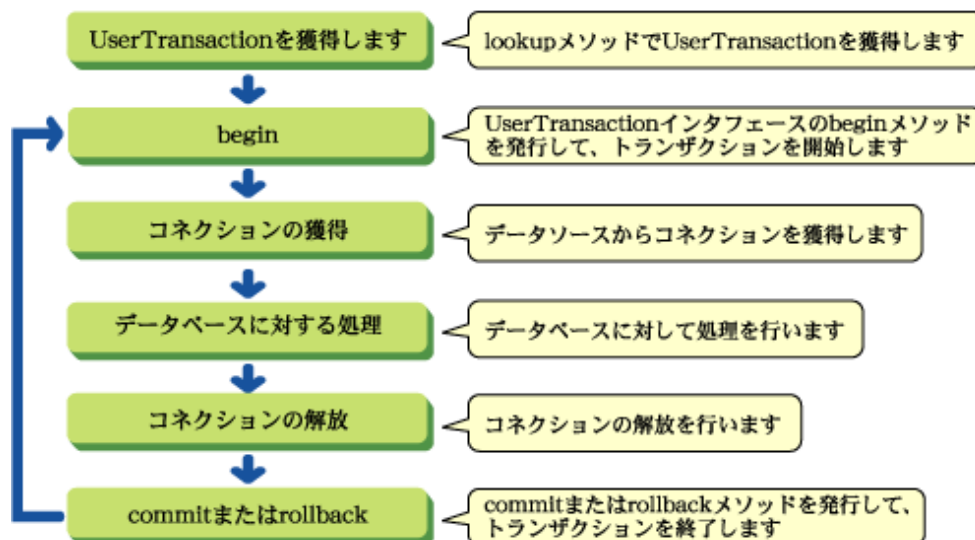 UserTransactionを獲得します
lookupメソッドでUserTransactionを獲得します
begin
UserTransactionインタフェースのbeginメソッド
を発行して、トランザクションを開始します
コネクションの獲得
データソースからコネクションを獲得します
データベースに対する処理
データベースに対して処理を行います
コネクションの解放
コネクションの解放を行います
commitまたはrollback
commitまたはrollbackメソッドを発行して、
トランザクションを終了します